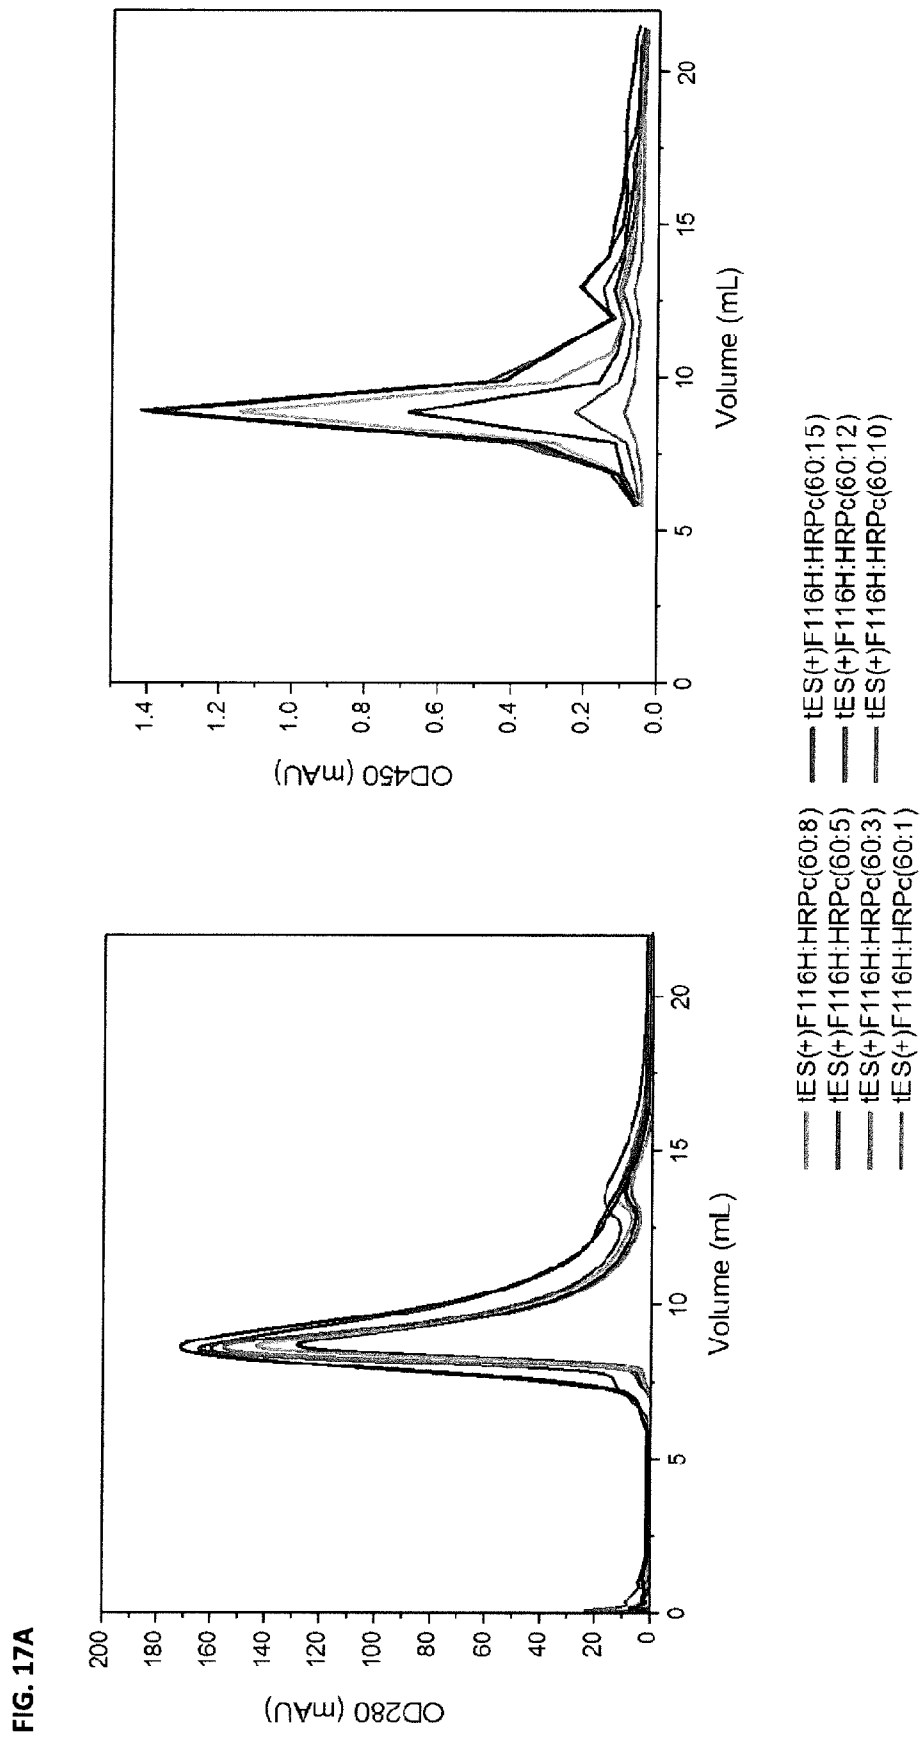 FIG. 17A
OD280 (mAU)
200
180
160
140
120
100
80
60
40
20
0
0
5
10
15
20
Volume (mL)
OD450 (mAU)
1.4
1.2
1.0
0.8
0.6
0.4
0.2
0.0
0
5
10
15
20
Volume (mL)
tES(+)F116H:HRPc(60:8)
tES(+)F116H:HRPc(60:5)
tES(+)F116H:HRPc(60:3)
tES(+)F116H:HRPc(60:1)
tES(+)F116H:HRPc(60:15)
tES(+)F116H:HRPc(60:12)
tES(+)F116H:HRPc(60:10)